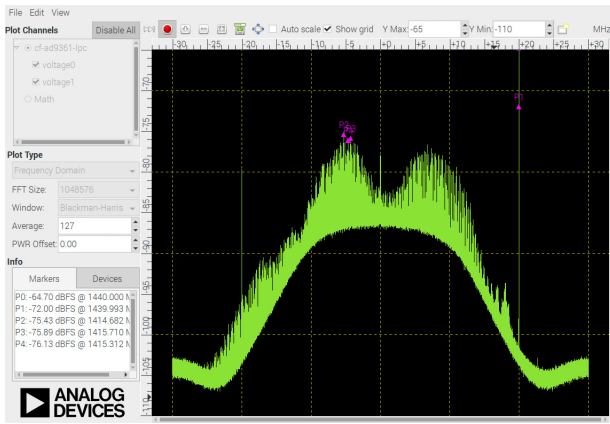 File Edit View
Plot Channels Disable All
Auto scale Show grid Y Max: -65 Y Min: -110 MHz
cf-ad9361-lpc
voltage0
voltage1
Math
Plot Type
Frequency Domain
FFT Size: 1048576
Window: Blackman-Harris
Average: 127
PWR Offset: 0.00
Info
Markers Devices
P0: -64.70 dBFS @ 1440.000 M
P1: -72.00 dBFS @ 1439.993 M
P2: -75.43 dBFS @ 1414.682 M
P3: -75.89 dBFS @ 1415.710 M
P4: -76.13 dBFS @ 1415.312 M
ANALOG
DEVICES
-30 -25 -20 -15 -10 -5 +0 +5 +10 +15 +20 +25 +30
-70
-75
-80
-85
-90
-95
-100
-105
-110
P1
P2